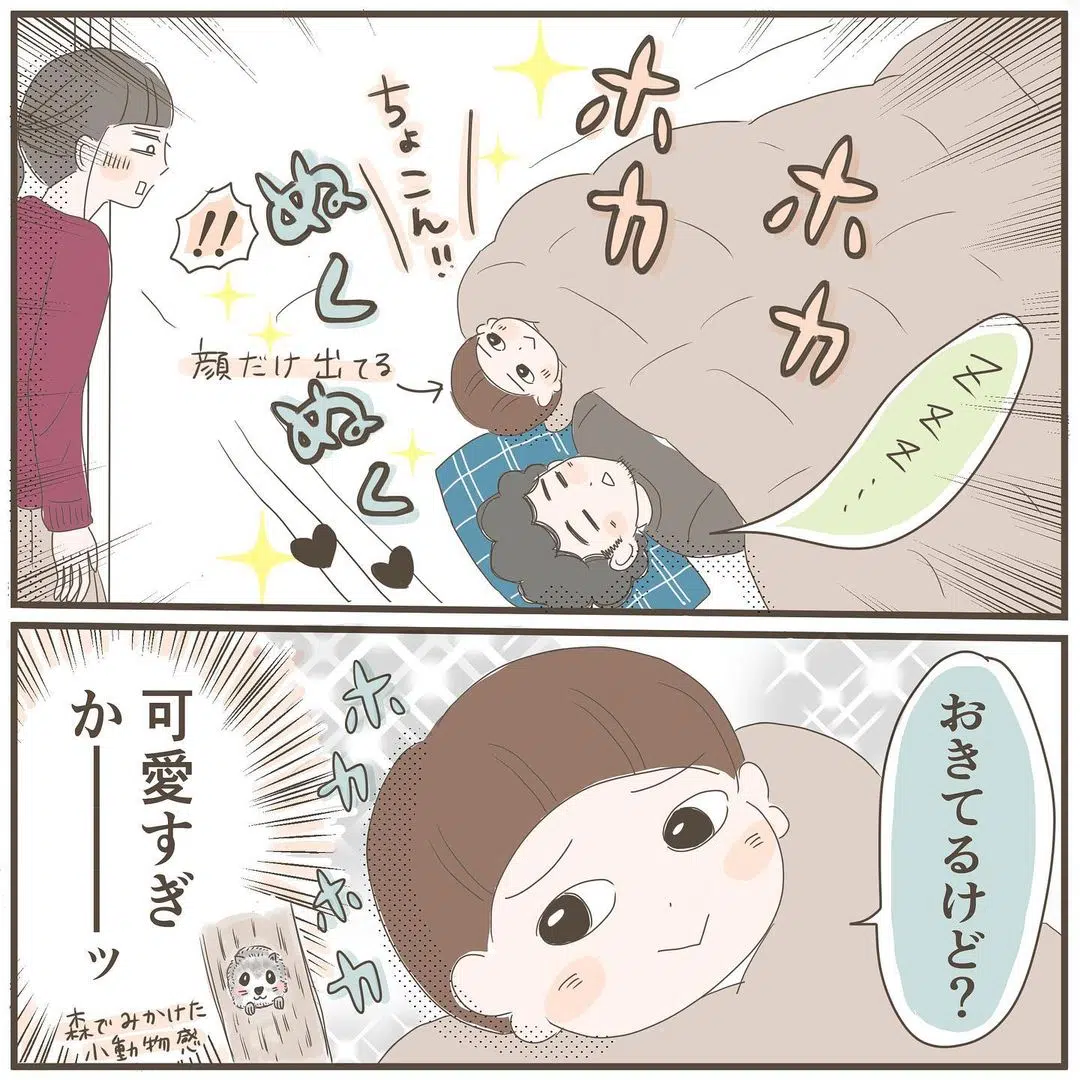 ホカ
ホカ
ちょこん!!!
ぬくぬく
!!
顔だけ出てる
zzz...
おきてるけど?
ホカホカ
可愛すぎ
か――ッ
森でみかけた
小動物感